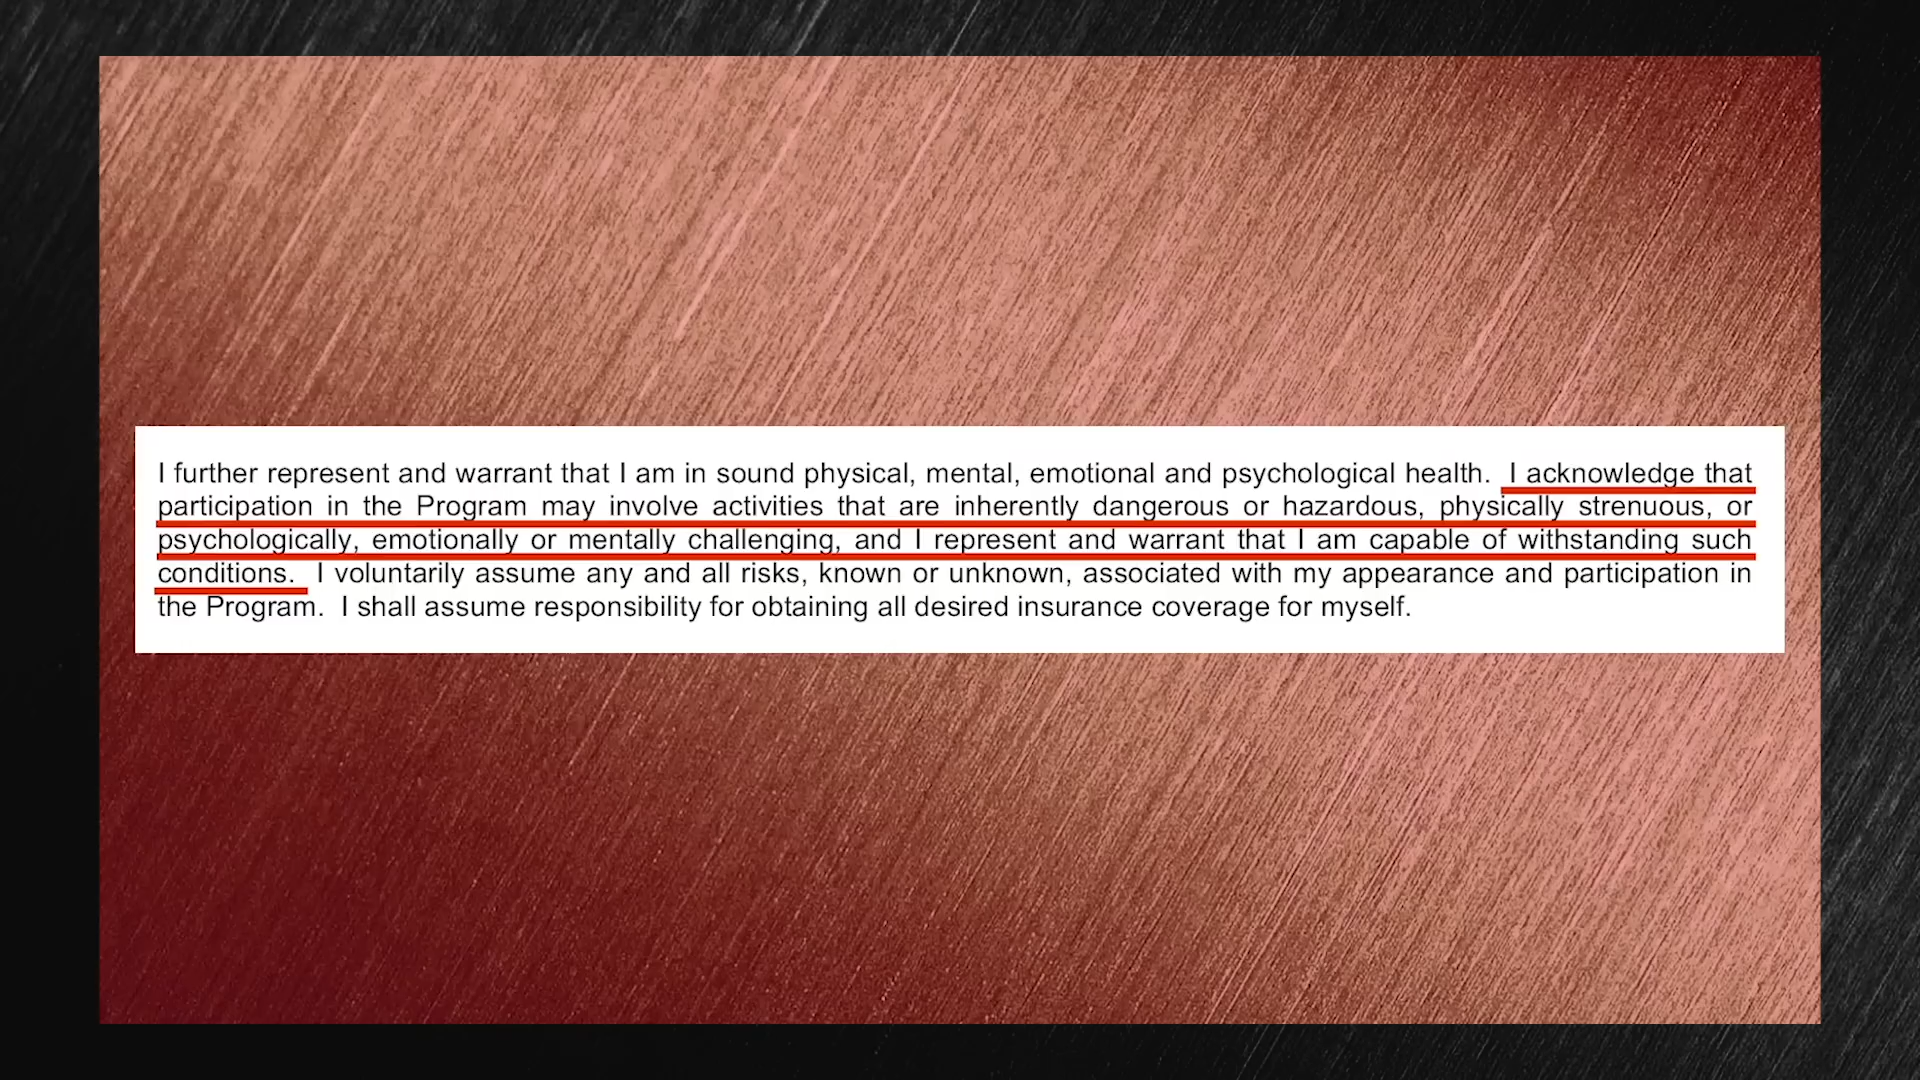 I further represent and warrant that I am in sound physical, mental, emotional and psychological health. I acknowledge that
participation in the Program may involve activities that are inherently dangerous or hazardous, physically strenuous, or
psychologically, emotionally or mentally challenging, and I represent and warrant that I am capable of withstanding such
conditions. I voluntarily assume any and all risks, known or unknown, associated with my appearance and participation in
the Program. I shall assume responsibility for obtaining all desired insurance coverage for myself.